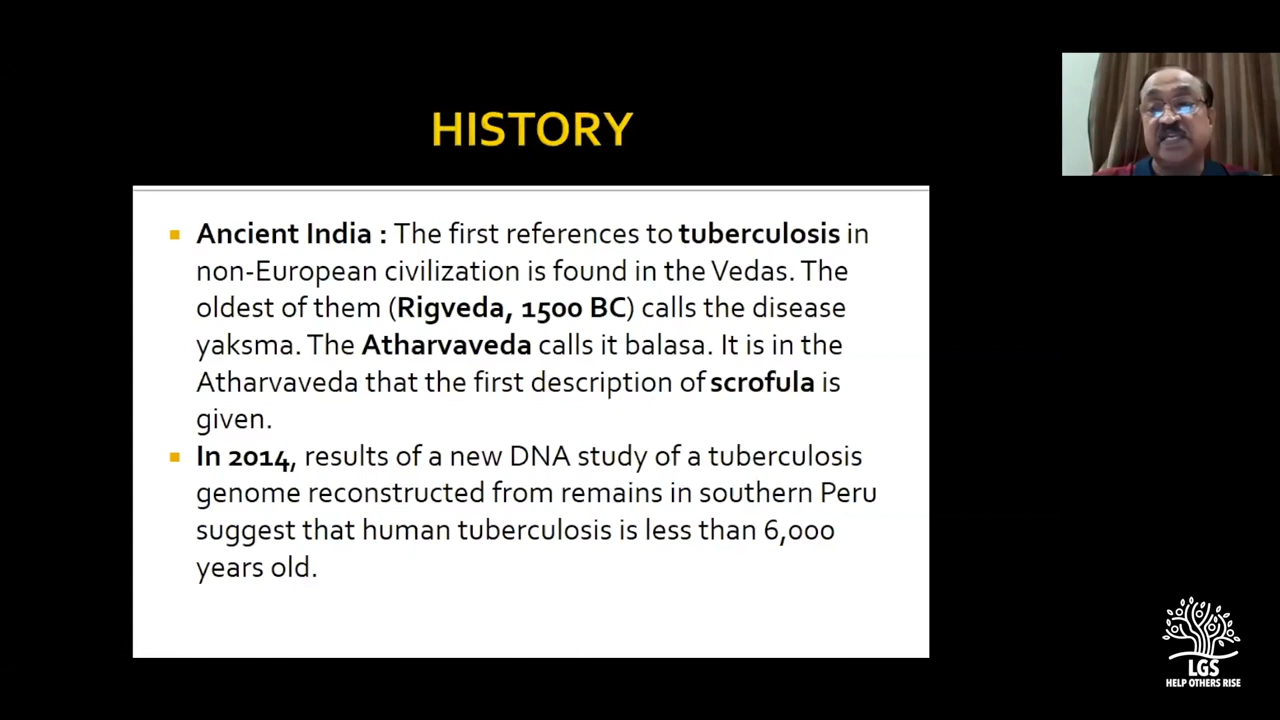 HISTORY
Ancient India : The first references to tuberculosis in
non-European civilization is found in the Vedas. The
oldest of them (Rigveda, 1500 BC) calls the disease
yaksma. The Atharvaveda calls it balasa. It is in the
Atharvaveda that the first description of scrofula is
given.
In 2014, results of a new DNA study of a tuberculosis
genome reconstructed from remains in southern Peru
suggest that human tuberculosis is less than 6,000
years old.
LGS
HELP OTHERS RISE